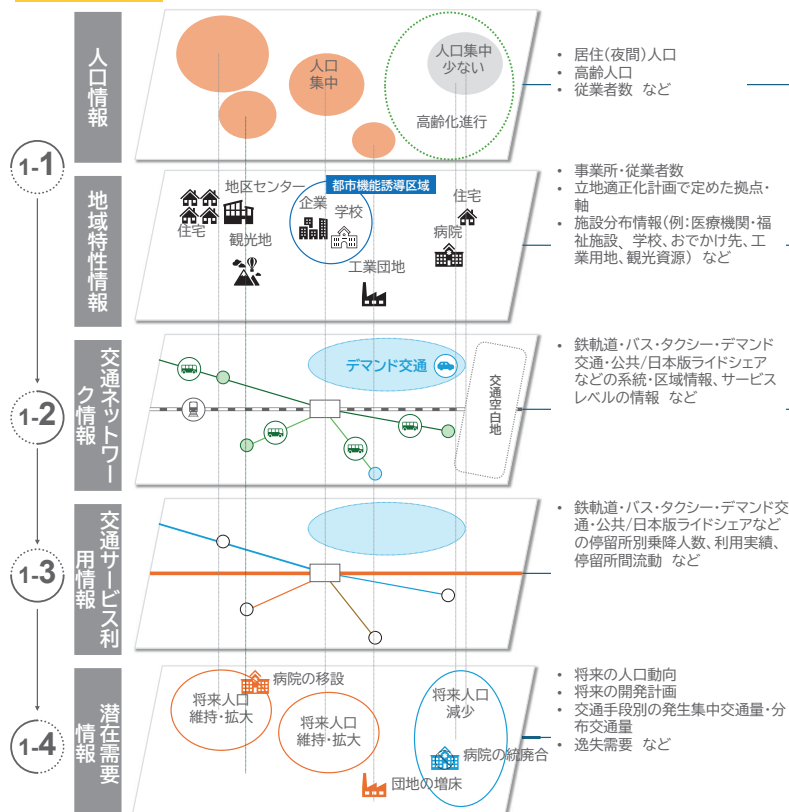 人口情報
人口
集中
人口集中
少ない
高齢化進行
• 居住(夜間)人口
• 高齢人口
• 従業者数 など
1-1
地域特性情報
地区センター
都市機能誘導区域
住宅
企業
学校
住宅
観光地
病院
工業団地
• 事業所・従業者数
• 立地適正化計画で定めた拠点・
軸
• 施設分布情報(例:医療機関・福
祉施設、学校、おでかけ先、工
業用地、観光資源) など
1-2
交通ネットワー
ク情報
デマンド交通
交通空白地
• 鉄軌道・バス・タクシー・デマンド
交通・公共/日本版ライドシェア
などの系統・区域情報、サービス
レベルの情報 など
1-3
交通サービス利
用情報
• 鉄軌道・バス・タクシー・デマンド交
通・公共/日本版ライドシェアなど
の停留所別乗降人数、利用実績、
停留所間流動 など
1-4
潜在需要
情報
病院の移設
将来人口
維持・拡大
将来人口
維持・拡大
将来人口
減少
病院の統廃合
団地の増床
• 将来の人口動向
• 将来の開発計画
• 交通手段別の発生集中交通量・分
布交通量
• 逸失需要 など